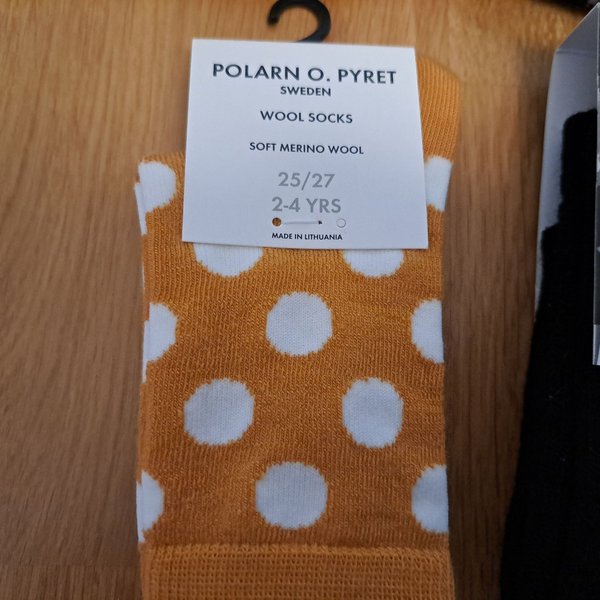 POLARN O. PYRET
SWEDEN
WOOL SOCKS
SOFT MERINO WOOL
25/27
2-4 YRS
MADE IN LITHUANIA